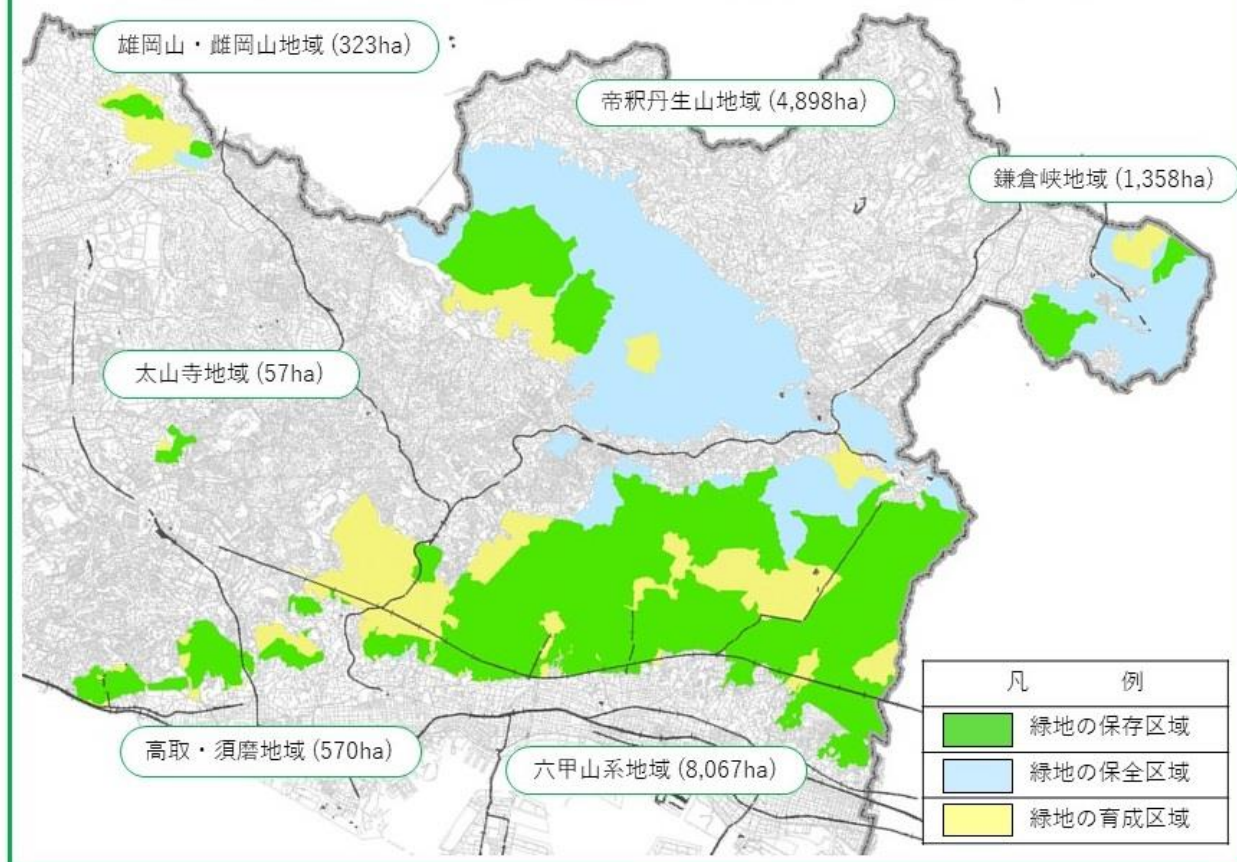 雄岡山・雌岡山地域 (323ha)
帝釈丹生山地域 (4,898ha)
鎌倉峡地域 (1,358ha)
太山寺地域 (57ha)
高取・須磨地域 (570ha)
六甲山系地域 (8,067ha)
凡 例
緑地の保存区域
緑地の保全区域
緑地の育成区域